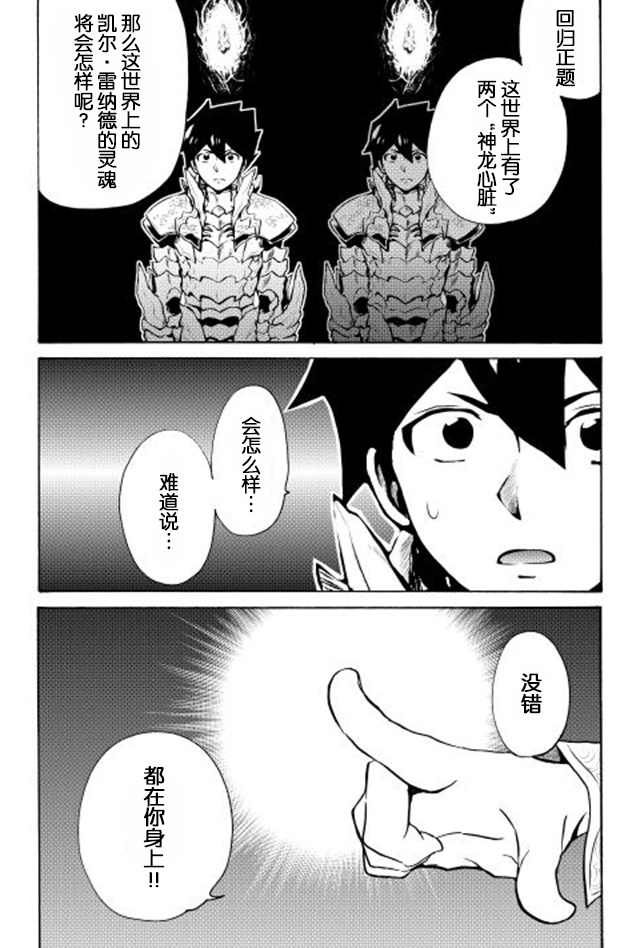 回归正题
这世界上有了
两个“神龙心脏”
那么这世界上的
凯尔·雷纳德的灵魂
将会怎样呢？
会怎么样…
难道说…
没错
都在你身上!!